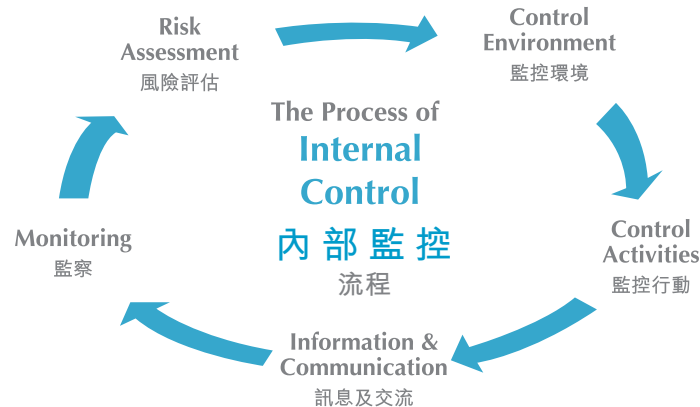 Risk
Assessment
風險評估
Control
Environment
監控環境
The Process of
Internal
Control
內部監控
流程
Monitoring
監察
Control
Activities
監控行動
Information &
Communication
訊息及交流